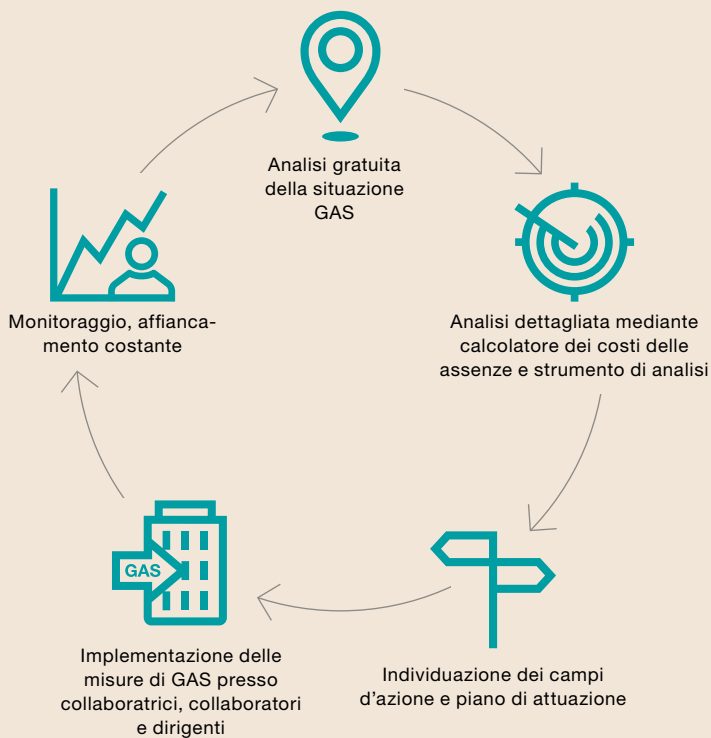 Analisi gratuita
della situazione
GAS
Analisi dettagliata mediante
calcolatore dei costi delle
assenze e strumento di analisi
Individuazione dei campi
d'azione e piano di attuazione
GAS
Implementazione delle
misure di GAS presso
collaboratrici, collaboratori
e dirigenti
Monitoraggio, affianca-
mento costante